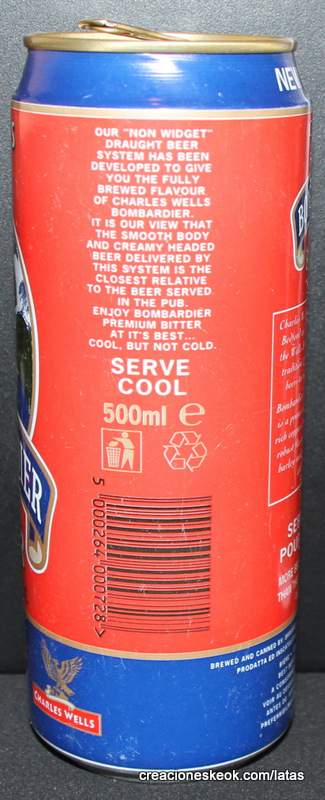 NEW
OUR "NON WIDGET"
DRAUGHT BEER
SYSTEM HAS BEEN
DEVELOPED TO GIVE
YOU THE FULLY
BREWED FLAVOUR
OF CHARLES WELLS
BOMBARDIER.
IT IS OUR VIEW THAT
THE SMOOTH BODY
AND CREAMY HEADED
BEER DELIVERED BY
THIS SYSTEM IS THE
CLOSEST RELATIVE
TO THE BEER SERVED
IN THE PUB.
ENJOY BOMBARDIER
PREMIUM BITTER
AT IT'S BEST...
COOL, BUT NOT COLD.
SERVE
COOL
500ml e
5 000264 000728 >
CHARLES WELLS
BREWED AND CANNED BY
PRODATTA ED
creacioneskeok.com/latas